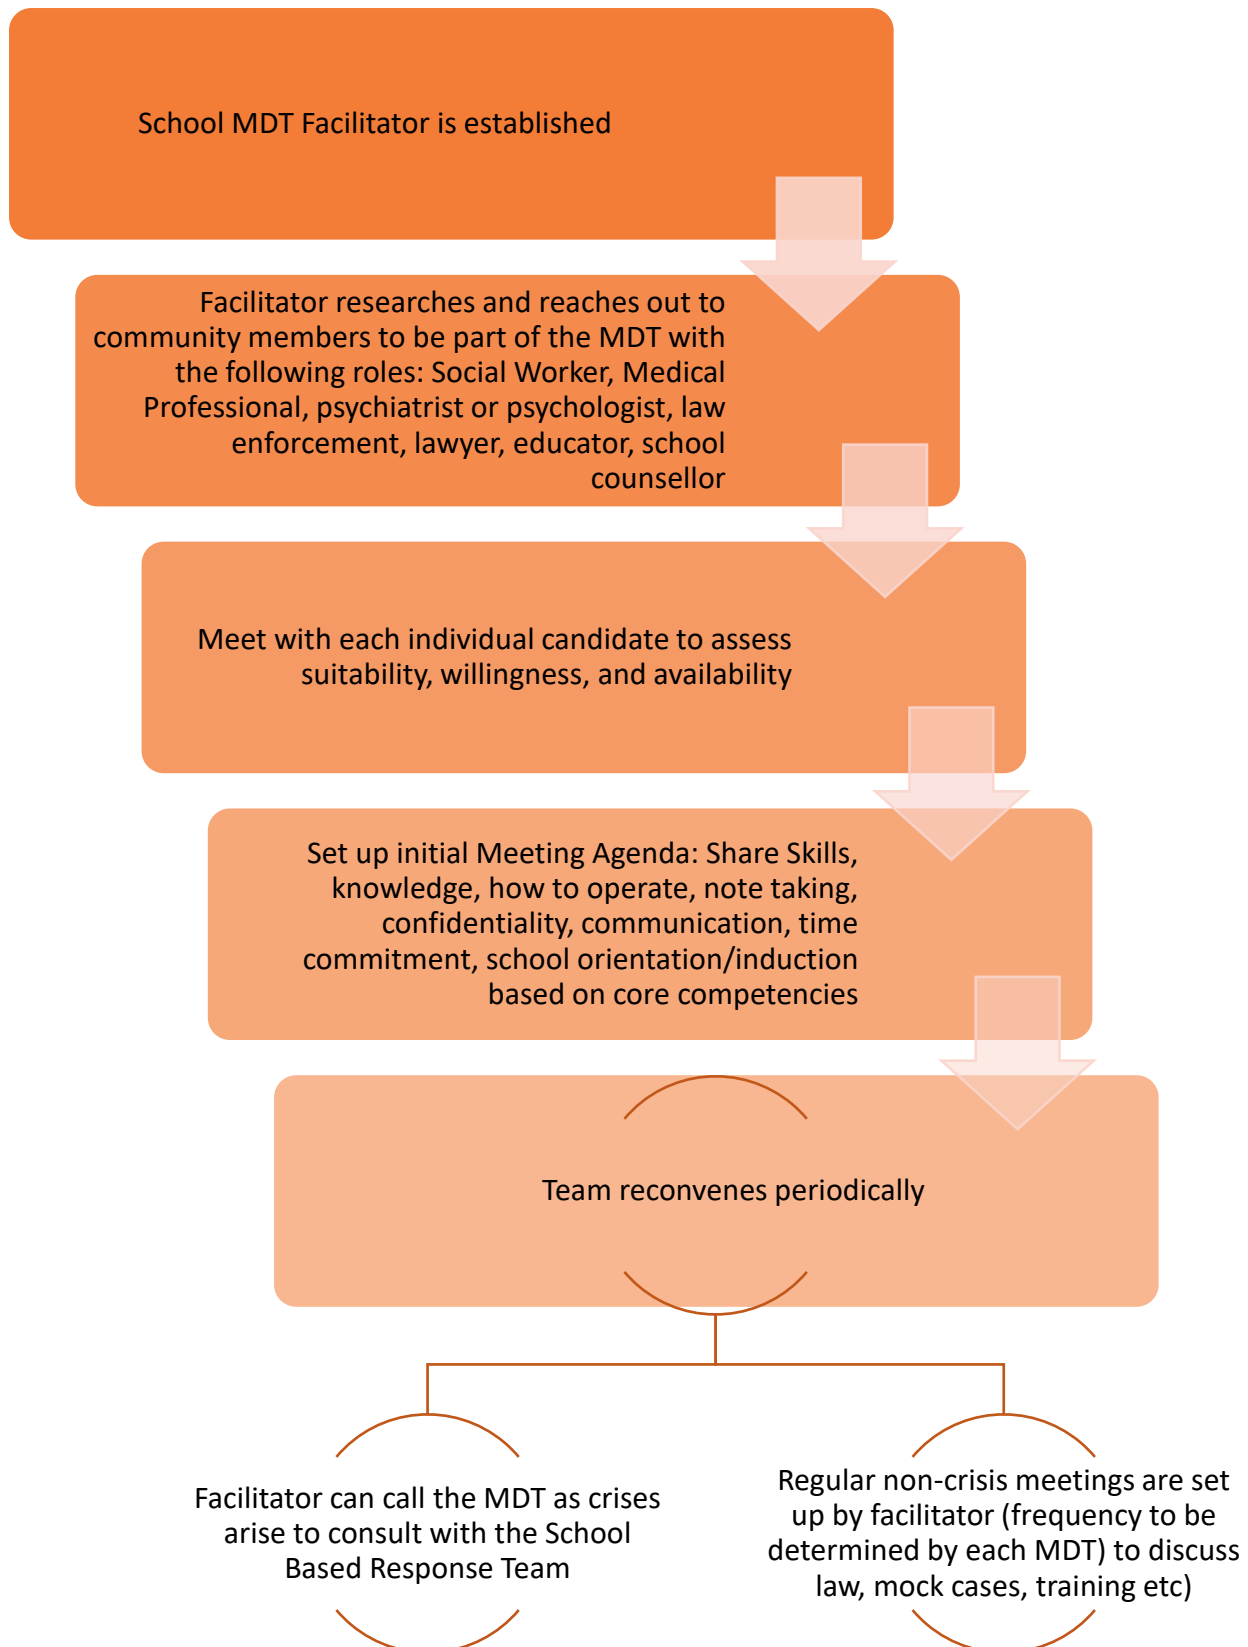 School MDT Facilitator is established
Facilitator researches and reaches out to
community members to be part of the MDT with
the following roles: Social Worker, Medical
Professional, psychiatrist or psychologist, law
enforcement, lawyer, educator, school
counsellor
Meet with each individual candidate to assess
suitability, willingness, and availability
Set up initial Meeting Agenda: Share Skills,
knowledge, how to operate, note taking,
confidentiality, communication, time
commitment, school orientation/induction
based on core competencies
Team reconvenes periodically
Facilitator can call the MDT as crises
arise to consult with the School
Based Response Team
Regular non-crisis meetings are set
up by facilitator (frequency to be
determined by each MDT) to discuss
law, mock cases, training etc)